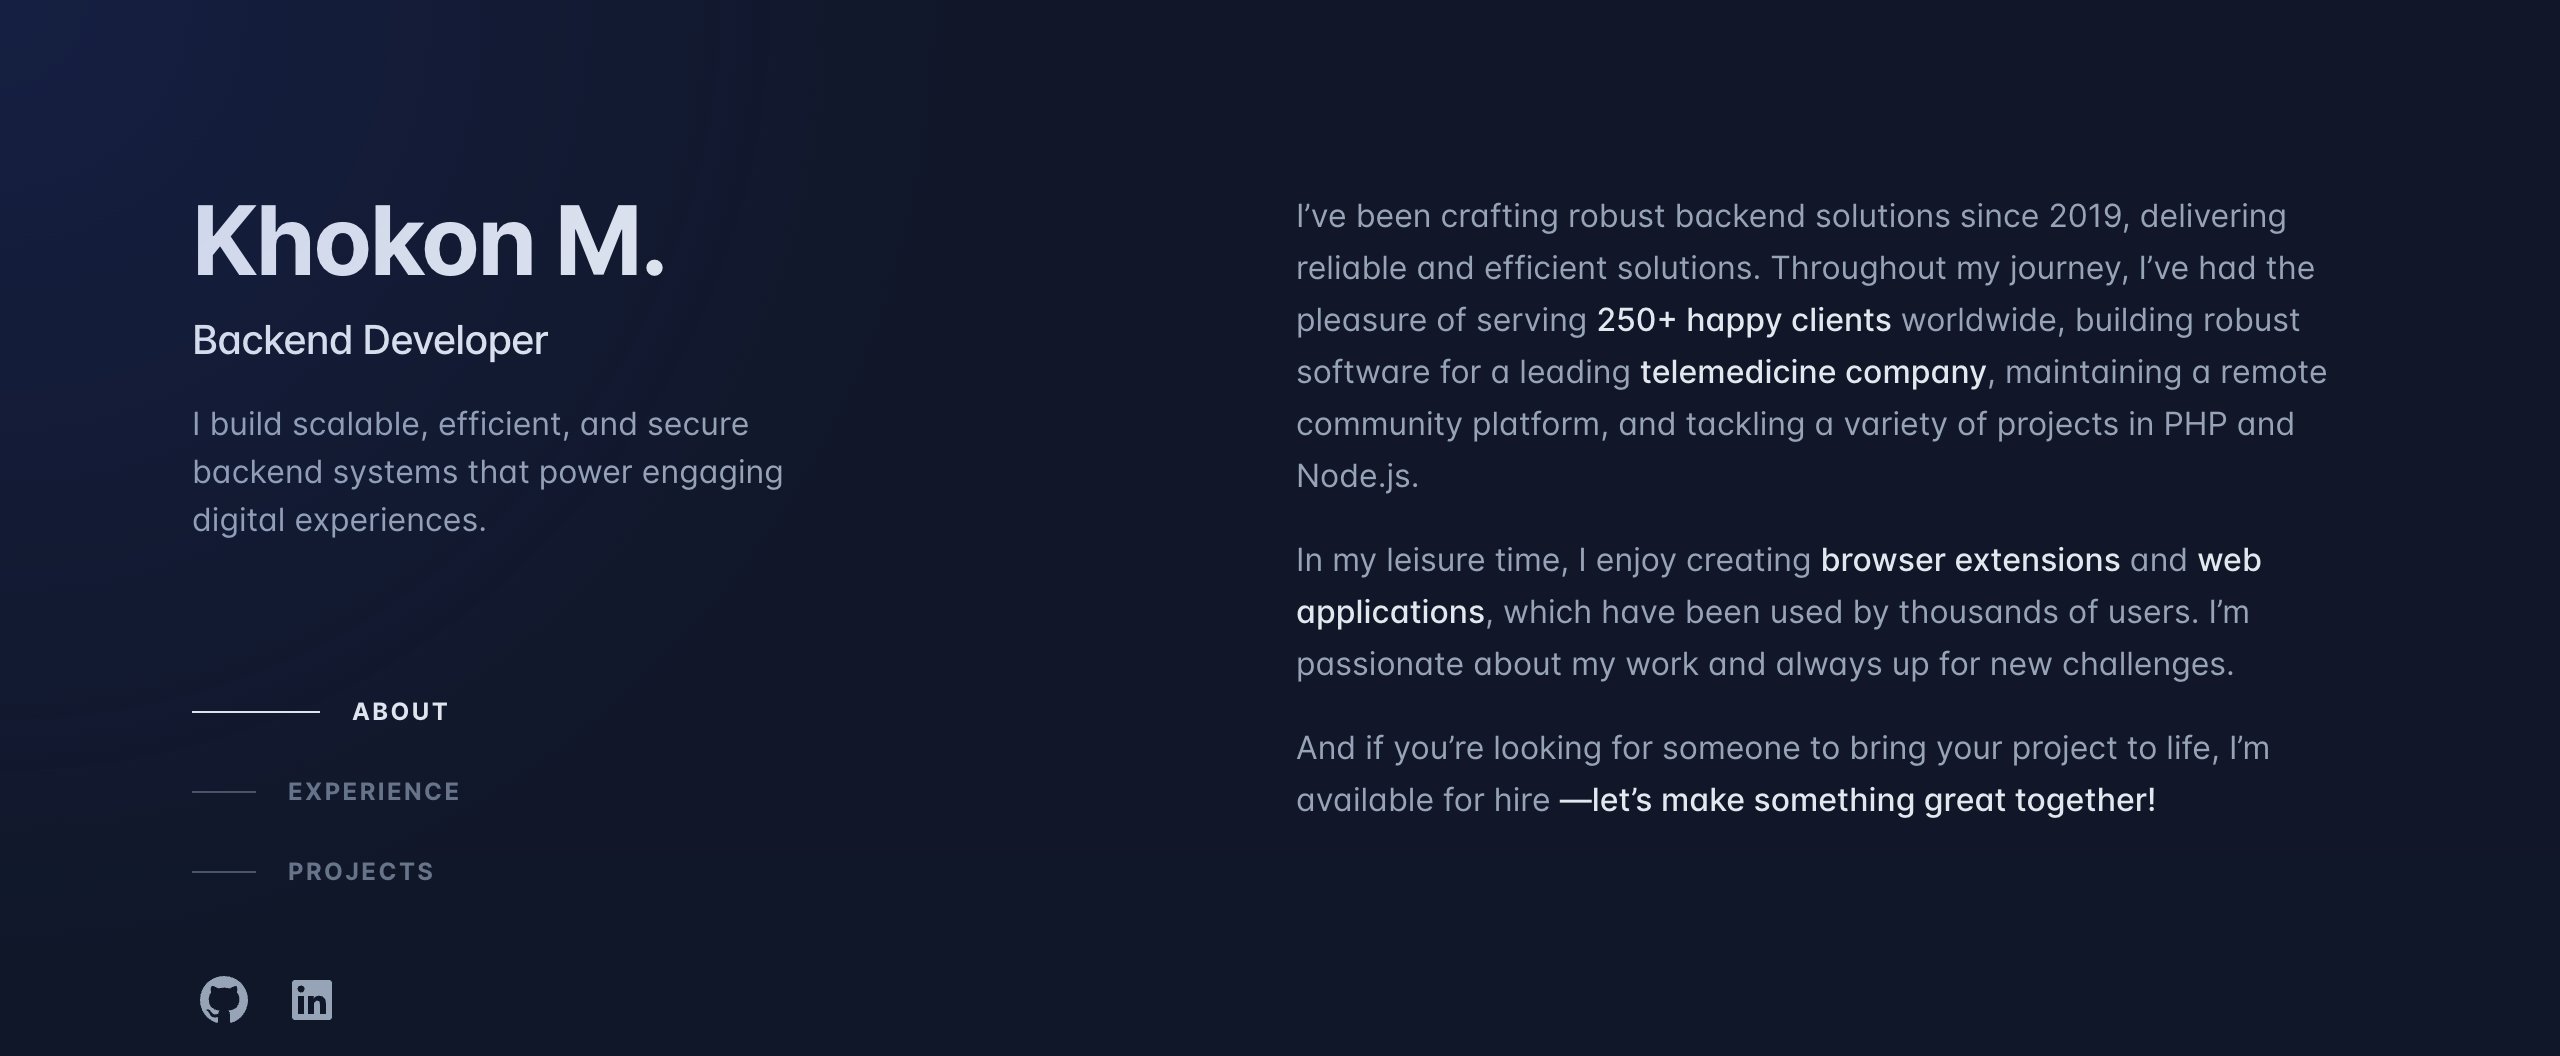 Khokon M.
Backend Developer
I build scalable, efficient, and secure
backend systems that power engaging
digital experiences.
ABOUT
EXPERIENCE
PROJECTS
I’ve been crafting robust backend solutions since 2019, delivering
reliable and efficient solutions. Throughout my journey, I’ve had the
pleasure of serving 250+ happy clients worldwide, building robust
software for a leading telemedicine company, maintaining a remote
community platform, and tackling a variety of projects in PHP and
Node.js.
In my leisure time, I enjoy creating browser extensions and web
applications, which have been used by thousands of users. I’m
passionate about my work and always up for new challenges.
And if you’re looking for someone to bring your project to life, I’m
available for hire —let’s make something great together!